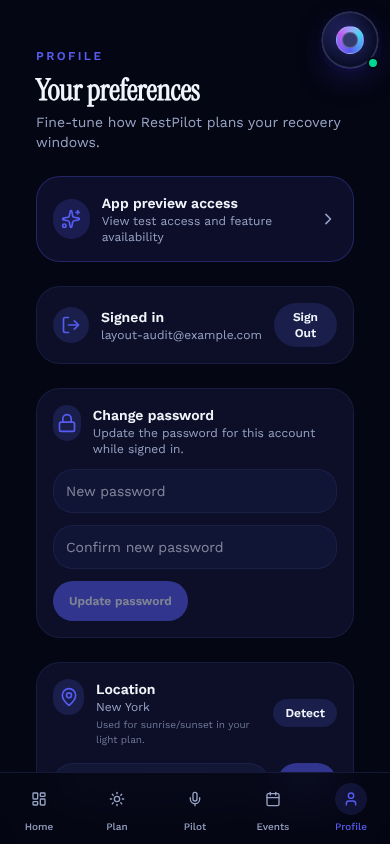 PROFILE
Your preferences
Fine-tune how RestPilot plans your recovery
windows.
App preview access
View test access and feature
availability
Signed in
layout-audit@example.com
Sign
Out
Change password
Update the password for this account
while signed in.
New password
Confirm new password
Update password
Location
New York
Used for sunrise/sunset in your
light plan.
Detect
Home
Plan
Pilot
Events
Profile